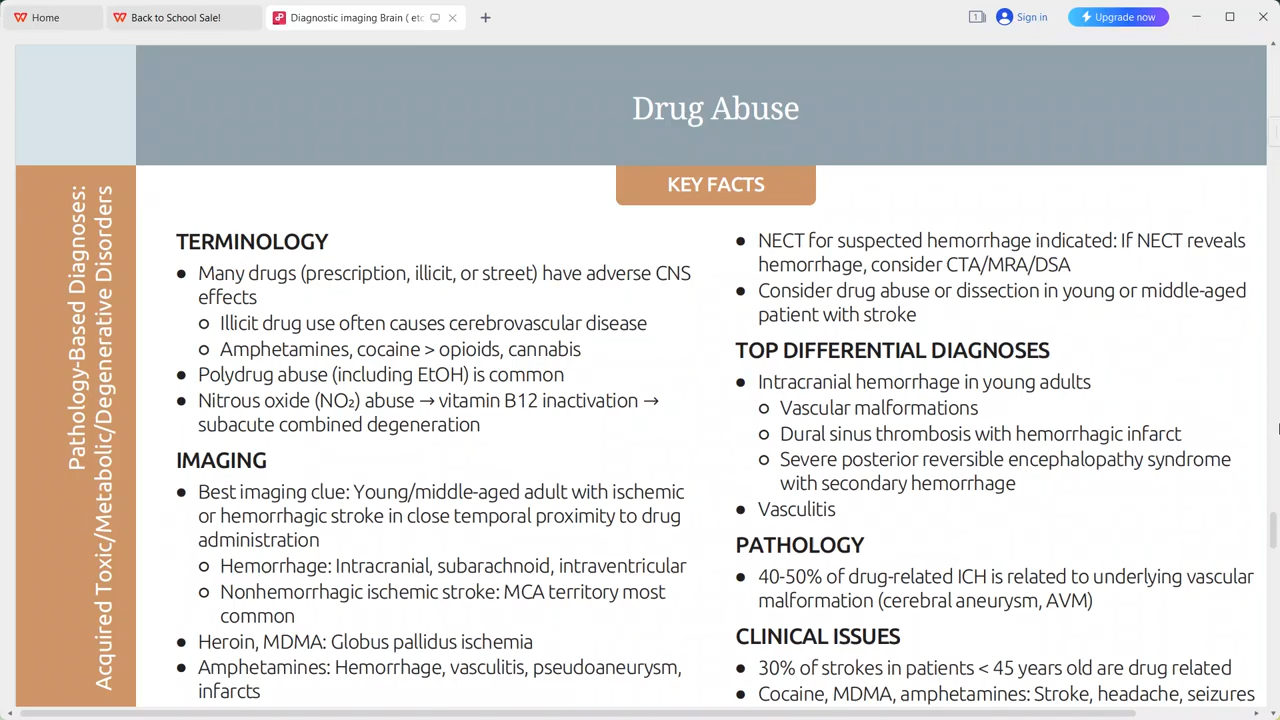 Home
Back to School Sale!
Diagnostic imaging Brain ( etc
1
Sign in
Upgrade now
Drug Abuse
Pathology-Based Diagnoses:
Acquired Toxic/Metabolic/Degenerative Disorders
KEY FACTS
TERMINOLOGY
● Many drugs (prescription, illicit, or street) have adverse CNS
effects
○ Illicit drug use often causes cerebrovascular disease
○ Amphetamines, cocaine > opioids, cannabis
● Polydrug abuse (including EtOH) is common
● Nitrous oxide (NO₂) abuse → vitamin B12 inactivation →
subacute combined degeneration
IMAGING
● Best imaging clue: Young/middle-aged adult with ischemic
or hemorrhagic stroke in close temporal proximity to drug
administration
○ Hemorrhage: Intracranial, subarachnoid, intraventricular
○ Nonhemorrhagic ischemic stroke: MCA territory most
common
● Heroin, MDMA: Globus pallidus ischemia
● Amphetamines: Hemorrhage, vasculitis, pseudoaneurysm,
infarcts
● NECT for suspected hemorrhage indicated: If NECT reveals
hemorrhage, consider CTA/MRA/DSA
● Consider drug abuse or dissection in young or middle-aged
patient with stroke
TOP DIFFERENTIAL DIAGNOSES
● Intracranial hemorrhage in young adults
○ Vascular malformations
○ Dural sinus thrombosis with hemorrhagic infarct
○ Severe posterior reversible encephalopathy syndrome
with secondary hemorrhage
● Vasculitis
PATHOLOGY
● 40-50% of drug-related ICH is related to underlying vascular
malformation (cerebral aneurysm, AVM)
CLINICAL ISSUES
● 30% of strokes in patients < 45 years old are drug related
● Cocaine, MDMA, amphetamines: Stroke, headache, seizures